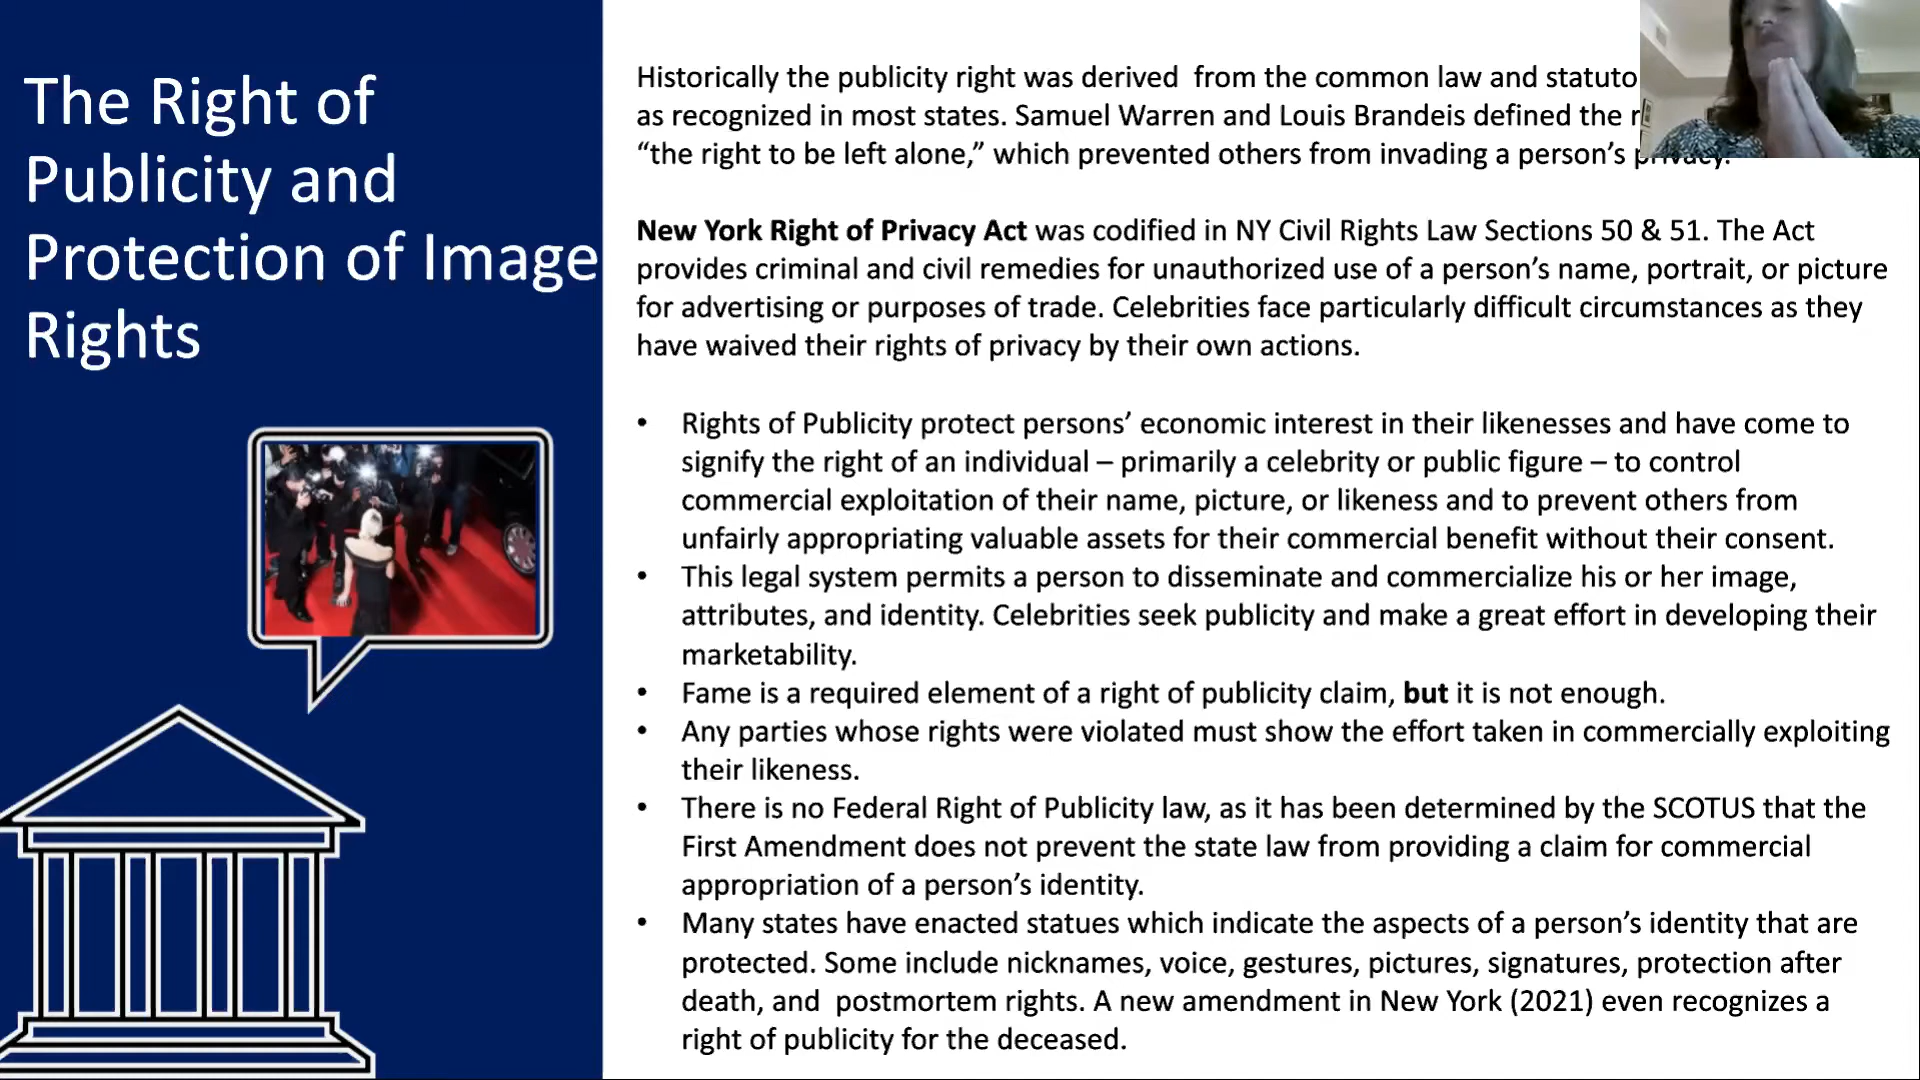 The Right of
Publicity and
Protection of Image
Rights
Historically the publicity right was derived  from the common law and
as recognized in most states. Samuel Warren and Louis Brandeis defined the
“the right to be left alone,” which prevented others from invading a person’s privacy.
New York Right of Privacy Act was codified in NY Civil Rights Law Sections 50 & 51. The Act
provides criminal and civil remedies for unauthorized use of a person’s name, portrait, or picture
for advertising or purposes of trade. Celebrities face particularly difficult circumstances as they
have waived their rights of privacy by their own actions.
• Rights of Publicity protect persons’ economic interest in their likenesses and have come to
signify the right of an individual – primarily a celebrity or public figure – to control
commercial exploitation of their name, picture, or likeness and to prevent others from
unfairly appropriating valuable assets for their commercial benefit without their consent.
• This legal system permits a person to disseminate and commercialize his or her image,
attributes, and identity. Celebrities seek publicity and make a great effort in developing their
marketability.
• Fame is a required element of a right of publicity claim, but it is not enough.
• Any parties whose rights were violated must show the effort taken in commercially exploiting
their likeness.
• There is no Federal Right of Publicity law, as it has been determined by the SCOTUS that the
First Amendment does not prevent the state law from providing a claim for commercial
appropriation of a person’s identity.
• Many states have enacted statues which indicate the aspects of a person’s identity that are
protected. Some include nicknames, voice, gestures, pictures, signatures, protection after
death, and  postmortem rights. A new amendment in New York (2021) even recognizes a
right of publicity for the deceased.